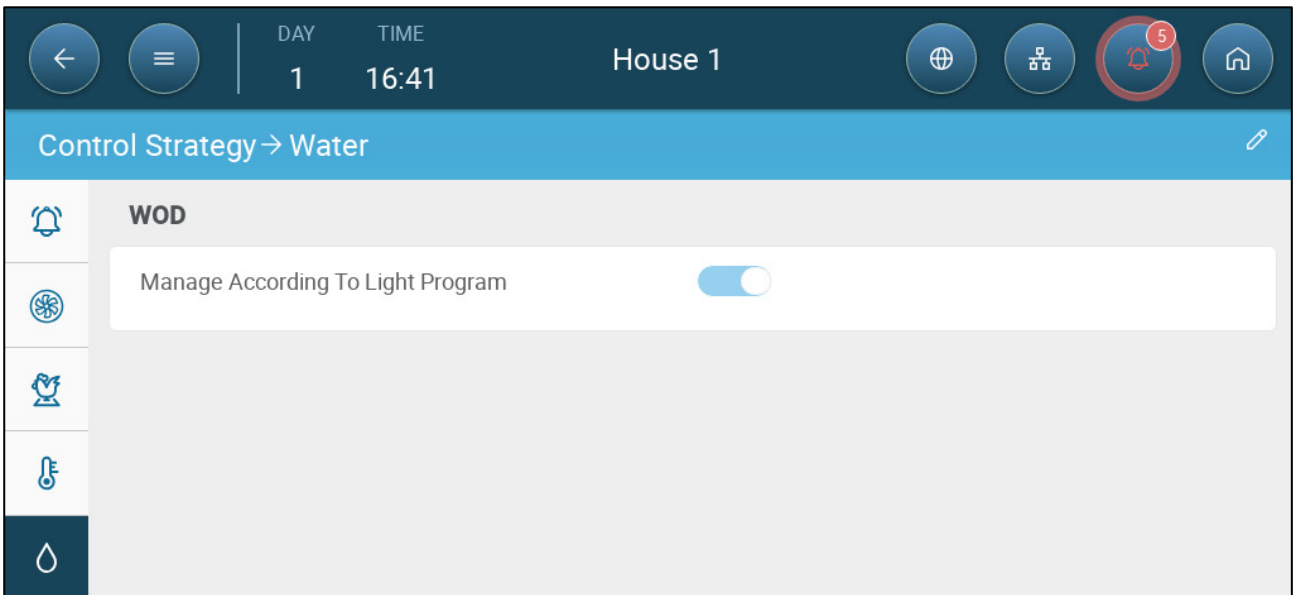 DAY TIME
1 16:41
House 1
5
Control Strategy → Water
WOD
Manage According To Light Program